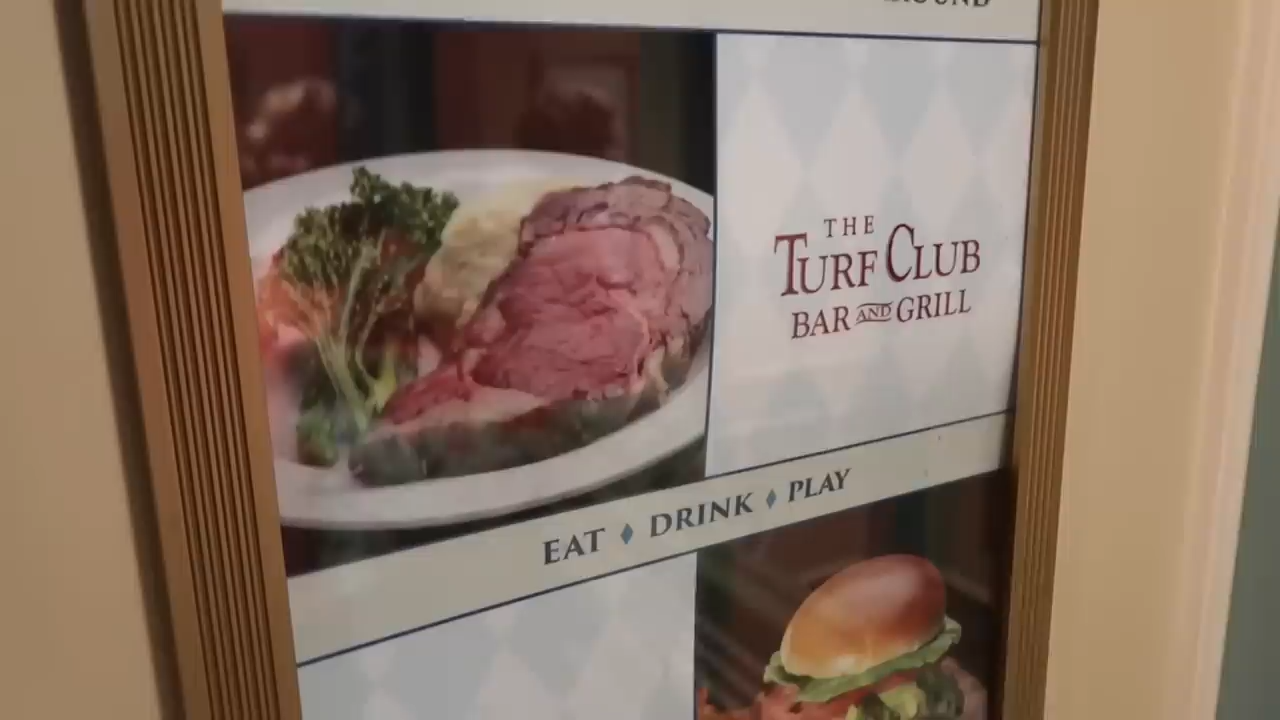 THE
TURF CLUB
BAR AND GRILL
EAT ♦ DRINK ♦ PLAY